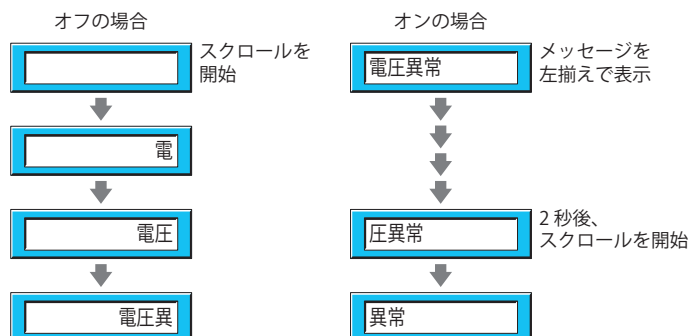 オフの場合
スクロールを
開始
電
電圧
電圧異
オンの場合
電圧異常
メッセージを
左揃えで表示
圧異常
2 秒後、
スクロールを開始
異常